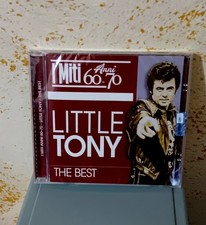 I Miti Anni
60-70
LITTLE
TONY
THE BEST